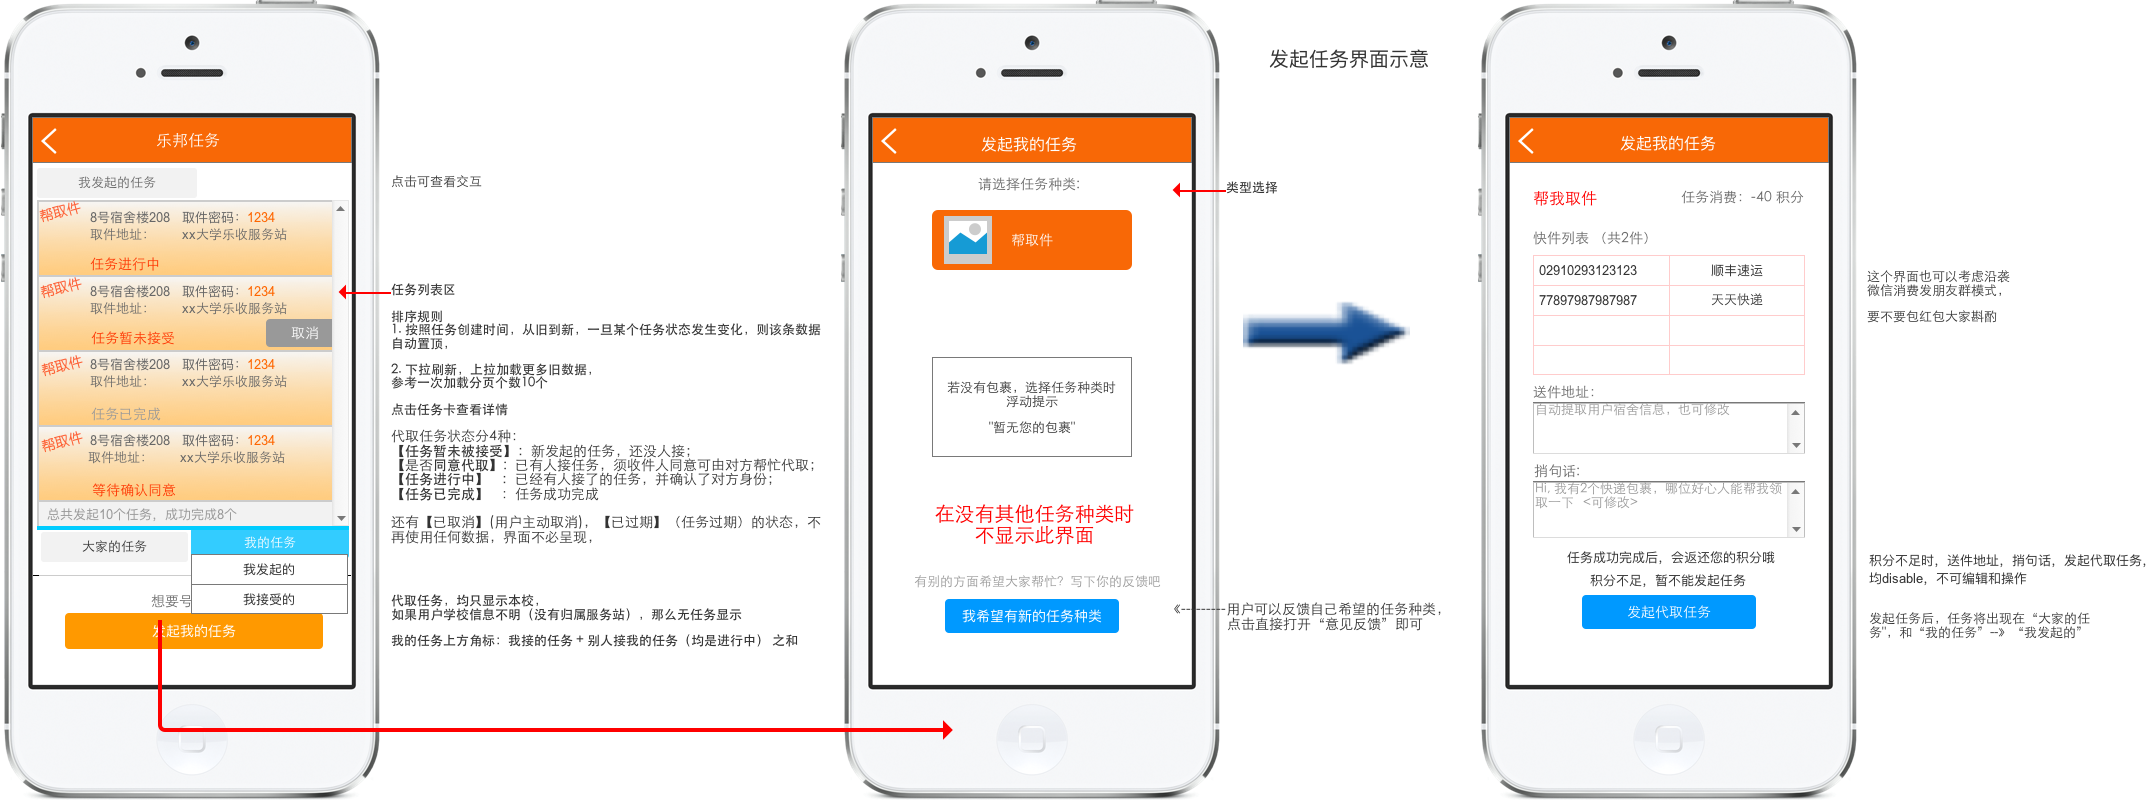 乐邦任务
我发起的任务
帮取件
8号宿舍楼208 取件密码：1234
取件地址： xx大学乐收服务站
任务进行中
帮取件
8号宿舍楼208 取件密码：1234
取件地址： xx大学乐收服务站
任务暂未接受
取消
帮取件
8号宿舍楼208 取件密码：1234
取件地址： xx大学乐收服务站
任务已完成
帮取件
8号宿舍楼208 取件密码：1234
取件地址： xx大学乐收服务站
等待确认同意
总共发起10个任务，成功完成8个
大家的任务
我的任务
我发起的
我接受的
想要号
发起我的任务
点击可查看交互
任务列表区
排序规则
1. 按照任务创建时间，从旧到新，一旦某个任务状态发生变化，则该条数据
自动置顶，
2. 下拉刷新，上拉加载更多旧数据，
参考一次加载分页个数10个
点击任务卡查看详情
代取任务状态分4种：
【任务暂未被接受】：新发起的任务，还没人接；
【是否同意代取】：已有人接任务，须收件人同意可由对方帮忙代取；
【任务进行中】 ：已经有人接了的任务，并确认了对方身份；
【任务已完成】 ：任务成功完成
还有【已取消】(用户主动取消)，【已过期】（任务过期）的状态，不
再使用任何数据，界面不必呈现，
代取任务，均只显示本校，
如果用户学校信息不明（没有归属服务站），那么无任务显示
我的任务上方角标：我接的任务 + 别人接我的任务（均是进行中） 之和
发起我的任务
请选择任务种类：
帮取件
若没有包裹，选择任务种类时
浮动提示
"暂无您的包裹"
在没有其他任务种类时
不显示此界面
有别的方面希望大家帮忙？写下你的反馈吧
我希望有新的任务种类
发起任务界面示意
类型选择
《---------用户可以反馈自己希望的任务种类，
点击直接打开“意见反馈”即可
发起我的任务
帮我取件
任务消费：-40 积分
快件列表 （共2件）
02910293123123 顺丰速运
77897987987987 天天快递
送件地址：
自动提取用户宿舍信息，也可修改
捎句话：
Hi, 我有2个快递包裹，哪位好心人能帮我领
取一下 <可修改>
任务成功完成后，会返还您的积分哦
积分不足，暂不能发起任务
发起代取任务
这个界面也可以考虑沿袭
微信消费发朋友群模式，
要不要包红包大家斟酌
积分不足时，送件地址，捎句话，发起代取任务，
均disable，不可编辑和操作
发起任务后，任务将出现在“大家的任
务"，和“我的任务”--》“我发起的”